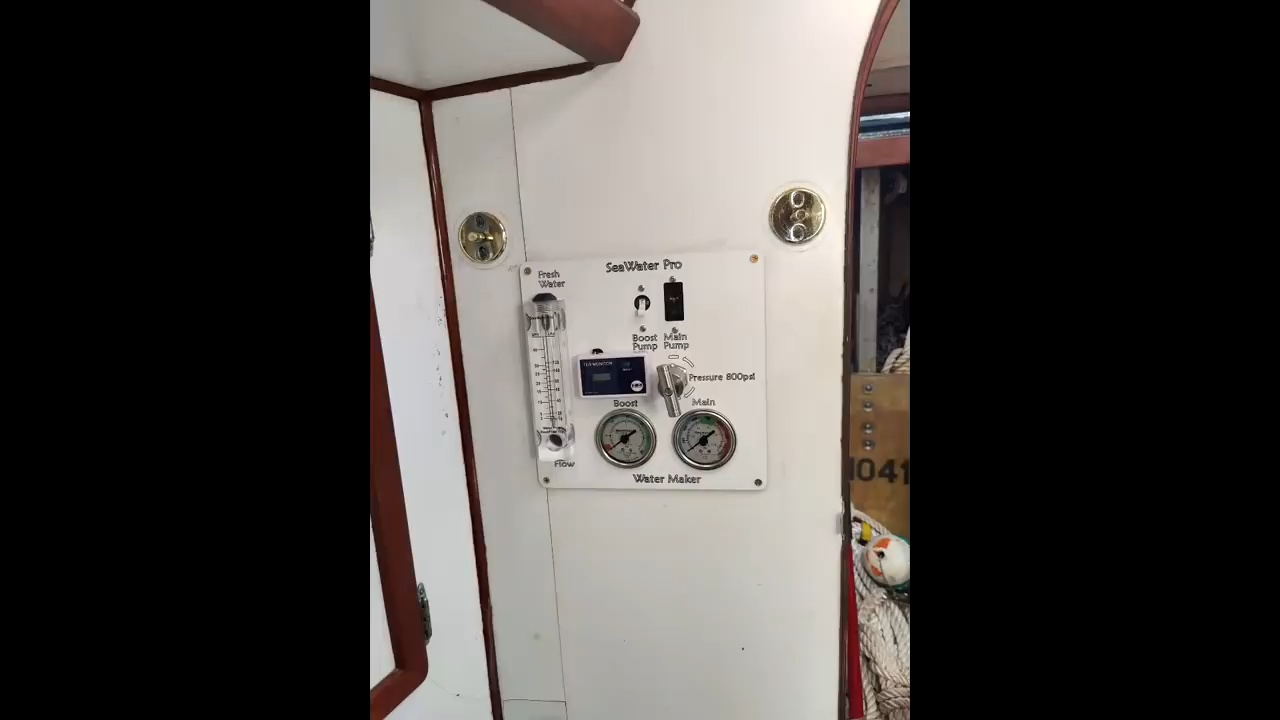 SeaWater Pro
Fresh
Water
Boost
Pump
Main
Pump
Pressure 800psi
Boost
Main
Flow
Water Maker
1041